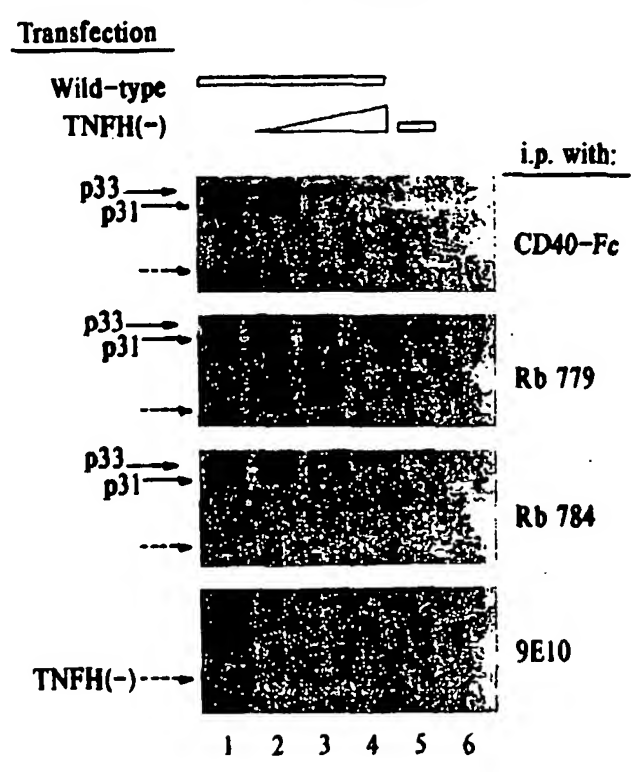 Transfection
Wild-type
TNFH(-)
i.p. with:
p33
p31
CD40-Fc
p33
p31
Rb 779
p33
p31
Rb 784
9E10
TNFH(-)
1 2 3 4 5 6